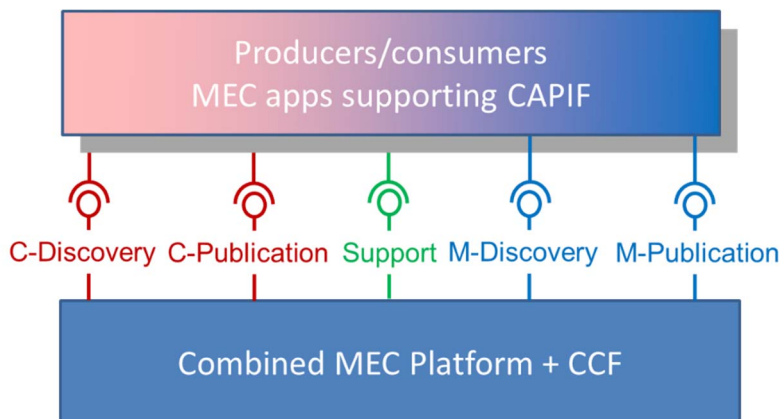 Producers/consumers
MEC apps supporting CAPIF
C-Discovery C-Publication Support M-Discovery M-Publication
Combined MEC Platform + CCF